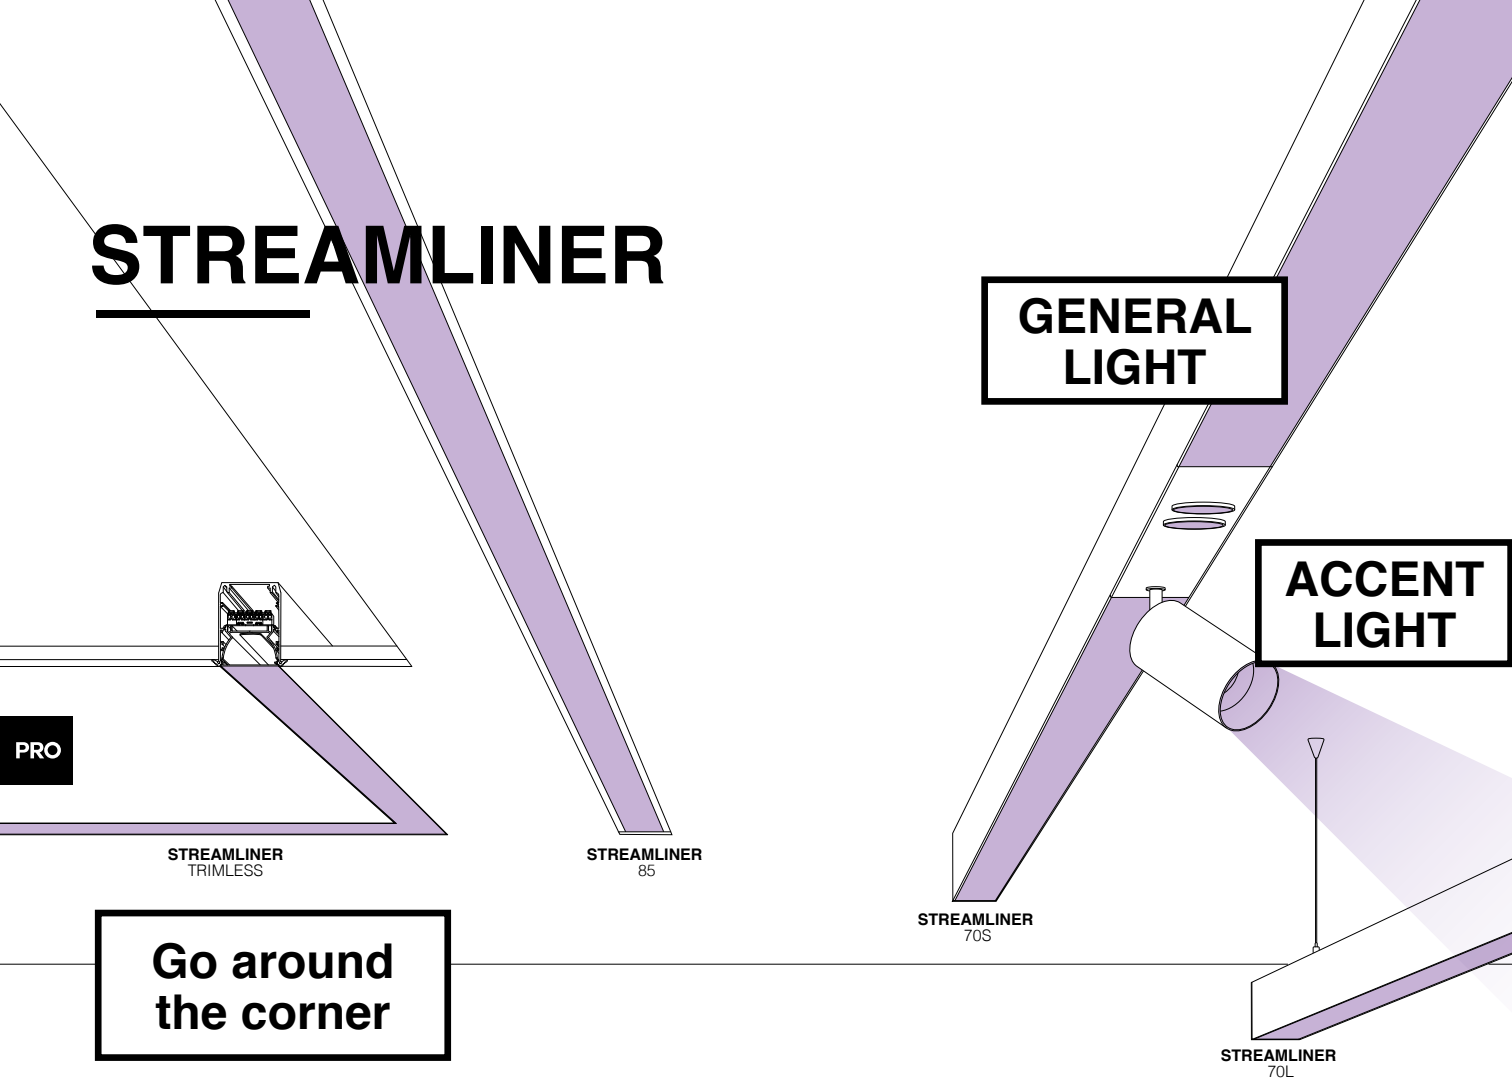 STREAMLINER
GENERAL
LIGHT
ACCENT
LIGHT
PRO
STREAMLINER
TRIMLESS
STREAMLINER
85
STREAMLINER
70S
Go around
the corner
STREAMLINER
70L